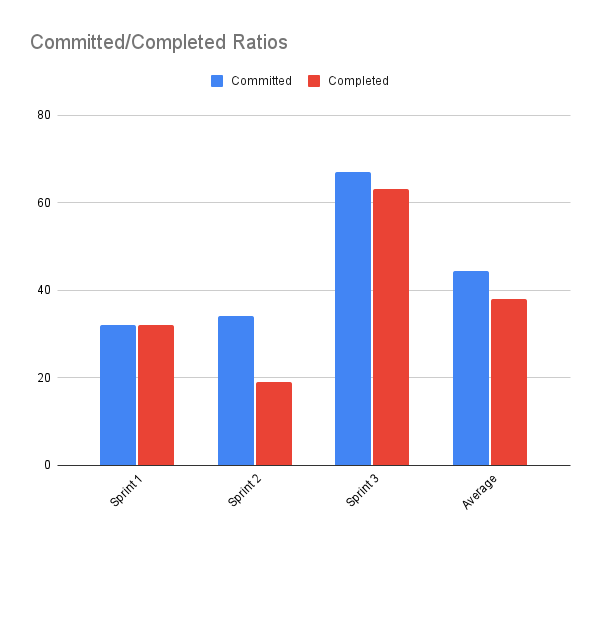 Committed/Completed Ratios
Committed Completed
80
60
40
20
0
Sprint 1 Sprint 2 Sprint 3 Average